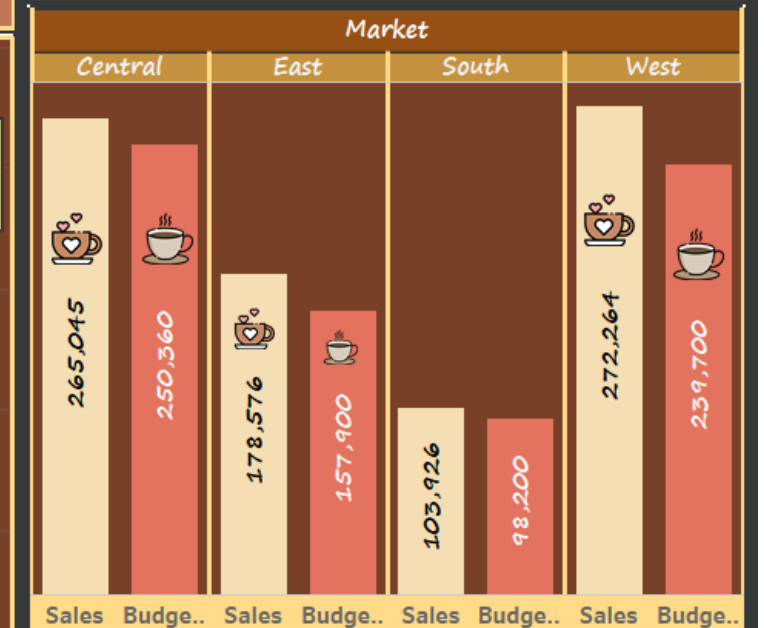 Market
Central East South West
265,045 250,360 178,576 157,900 103,926 98,200 272,264 239,700
Sales Budge.. Sales Budge.. Sales Budge.. Sales Budge..